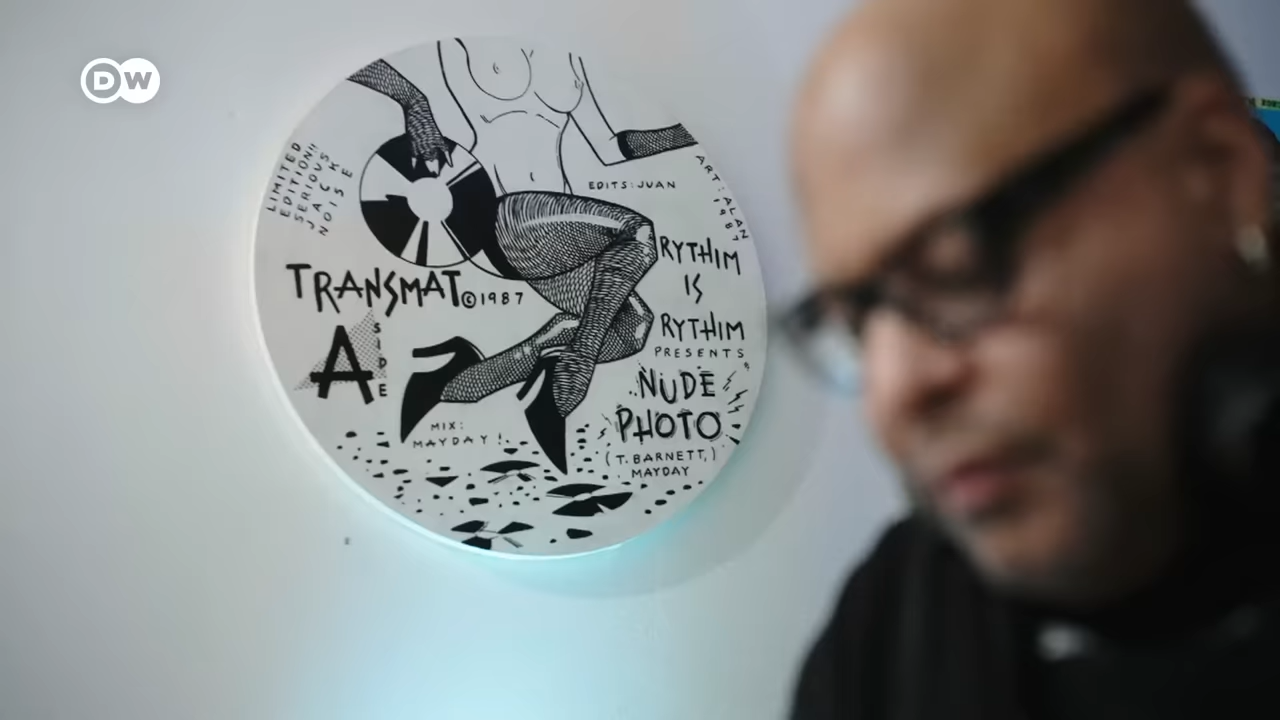 DW
LIMITED
EDITION!!
SERIOUS
JACK
NOISE
EDITS: JUAN
ART: ALAN
1987
TRANSMAT © 1987
A
SIDE
RYTHIM
IS
RYTHIM
PRESENTS
NUDE
PHOTO
(T. BARNETT,)
MAYDAY
MIX:
MAYDAY!